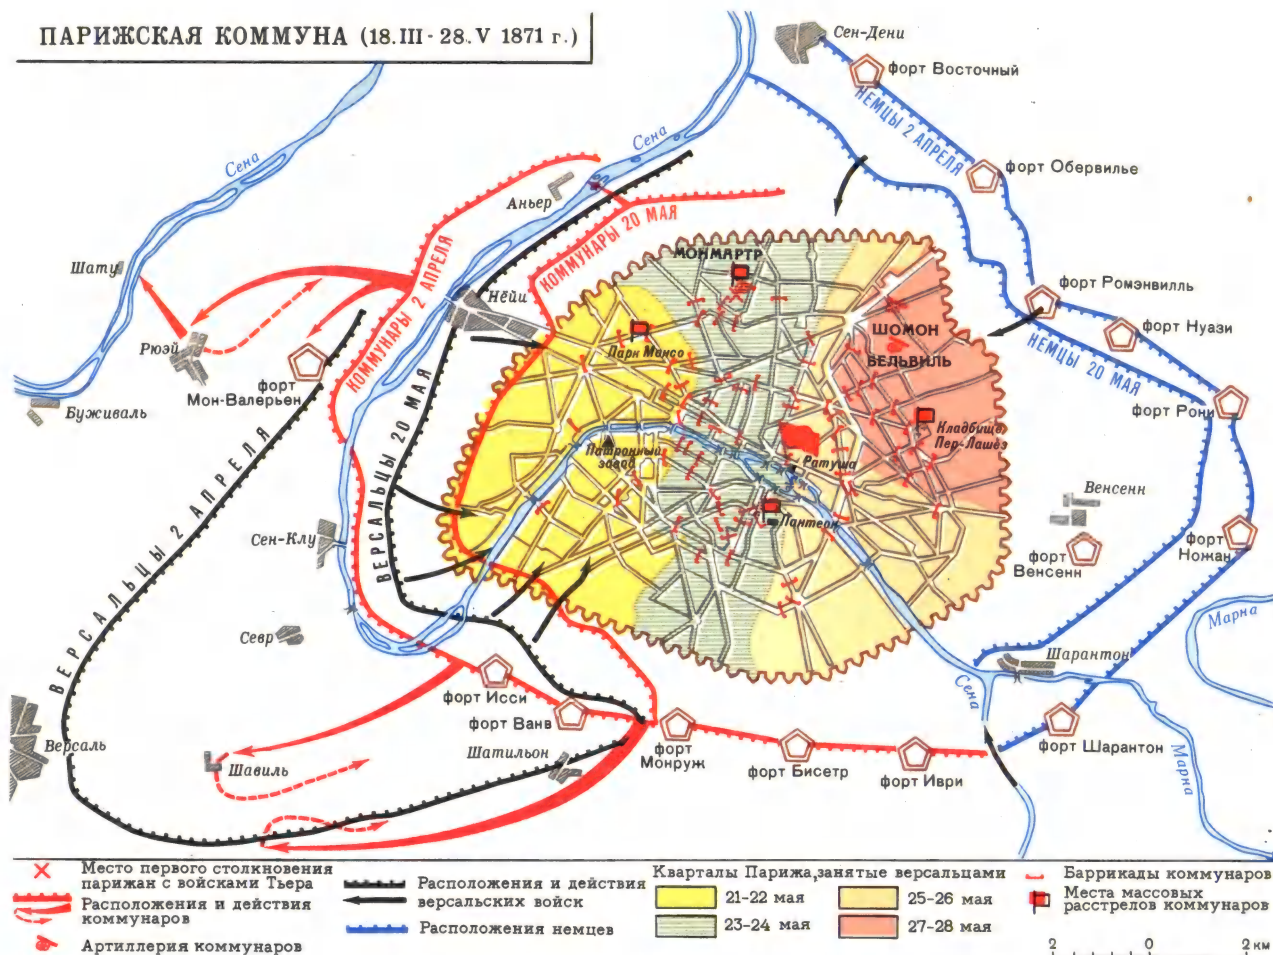 ПАРИЖСКАЯ КОММУНА (18.III - 28.V 1871 г.)
Сен-Дени
форт Восточный
НЕМЦЫ 2 АПРЕЛЯ
Сена
Сена
форт Обервилье
Аньер
КОММУНАРЫ 20 МАЯ
КОММУНАРЫ 2 АПРЕЛЯ
МОНМАРТР
Шату
Нёйи
форт Ромэнвилль
форт Нуази
ШОМОН
БЕЛЬВИЛЬ
НЕМЦЫ 20 МАЯ
Рюэй
Парк Монсо
форт
Мон-Валерьен
Буживаль
форт Рони
Кладбище
Пер-Лашез
Патронный
завод
Ратуша
ВЕРСАЛЬЦЫ 20 МАЯ
ВЕРСАЛЬЦЫ 2 АПРЕЛЯ
Венсенн
Пантеон
Сен-Клу
форт
Венсенн
форт
Ножан
Марна
Севр
Шарантон
Сена
форт Исси
форт Ванв
Версаль
Шатильон
форт
Монруж
форт Шарантон
Марна
Шавиль
форт Бисетр
форт Иври
Место первого столкновения
парижан с войсками Тьера
Расположения и действия
коммунаров
Артиллерия коммунаров
Расположения и действия
версальских войск
Расположения немцев
Кварталы Парижа, занятые версальцами
21-22 мая
23-24 мая
25-26 мая
27-28 мая
Баррикады коммунаров
Места массовых
расстрелов коммунаров
2 0 2 км